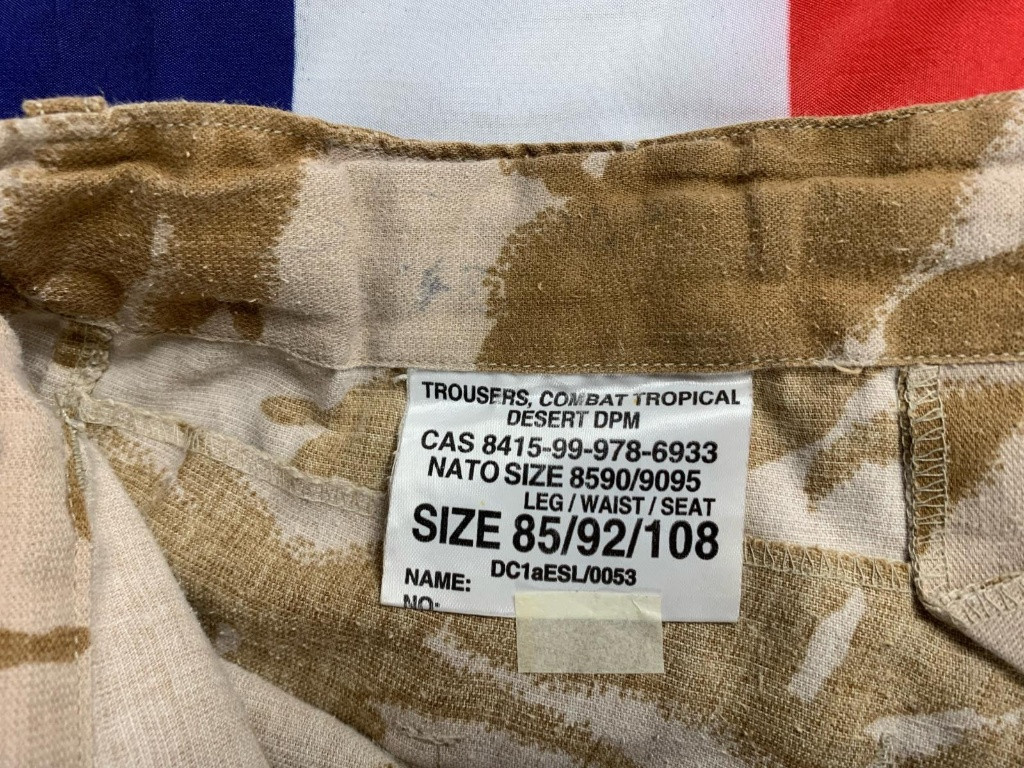 TROUSERS, COMBAT TROPICAL
DESERT DPM
CAS 8415-99-978-6933
NATO SIZE 8590/9095
LEG / WAIST / SEAT
SIZE 85/92/108
DC1aESL/0053
NAME:
NO: